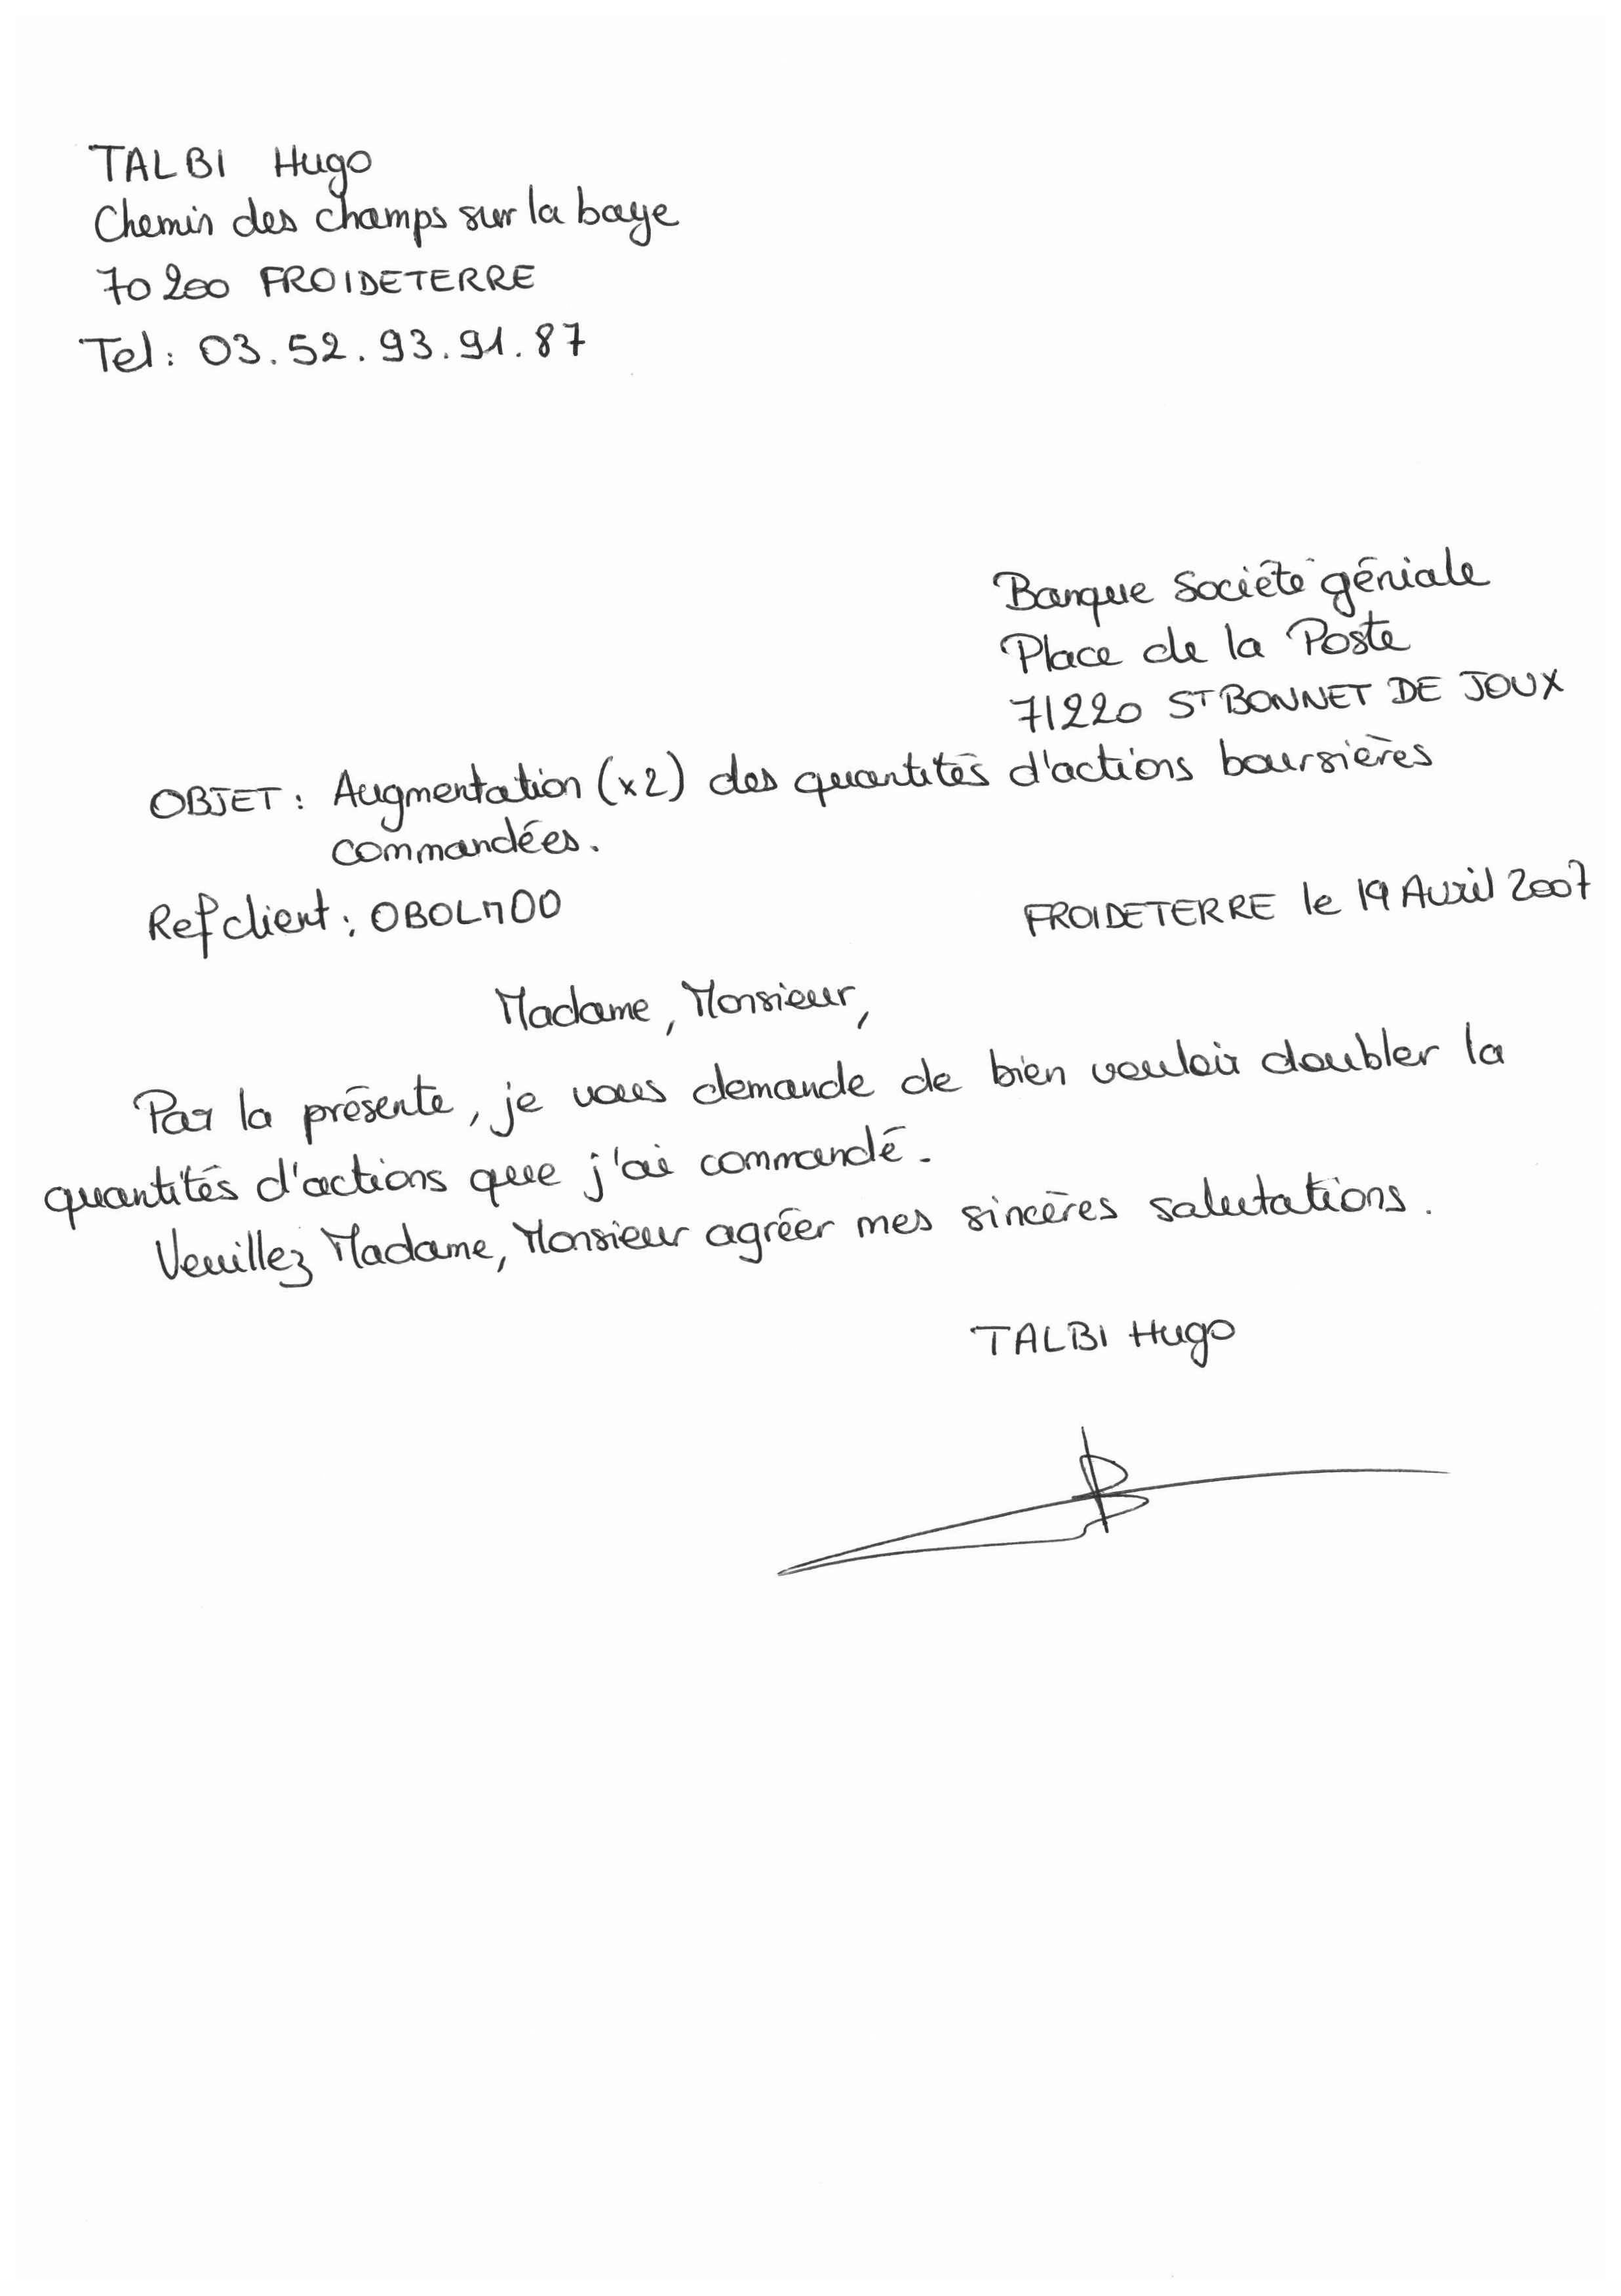 TALBI Hugo
Chemin des champs sur la baye
70200 FROIDETERRE
Tel : 03.52.93.91.87
Banque Société géniale
Place de la Poste
71220 ST BONNET DE JOUX
OBJET : Augmentation (x2) des quantités d'actions boursières
commandées.
Ref client : OBOLM00
FROIDETERRE le 19 Avril 2007
Madame, Monsieur,
Par la présente, je vous demande de bien vouloir doubler la
quantités d'actions que j'ai commandé.
Veuillez Madame, Monsieur agréer mes sincères salutations.
TALBI Hugo